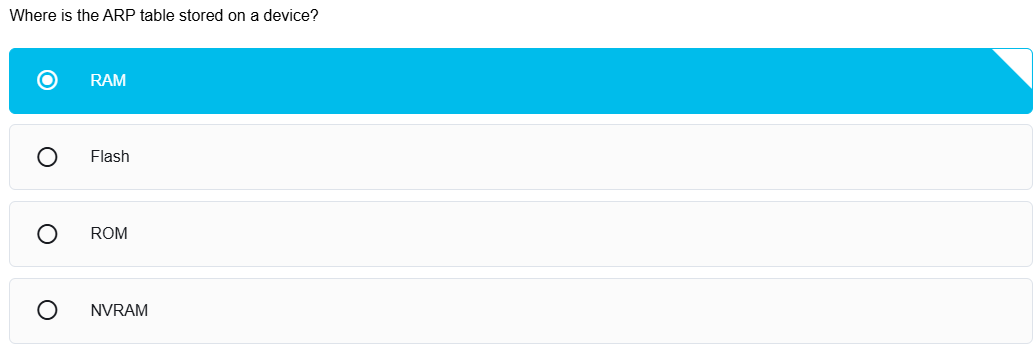 Where is the ARP table stored on a device?
RAM
Flash
ROM
NVRAM